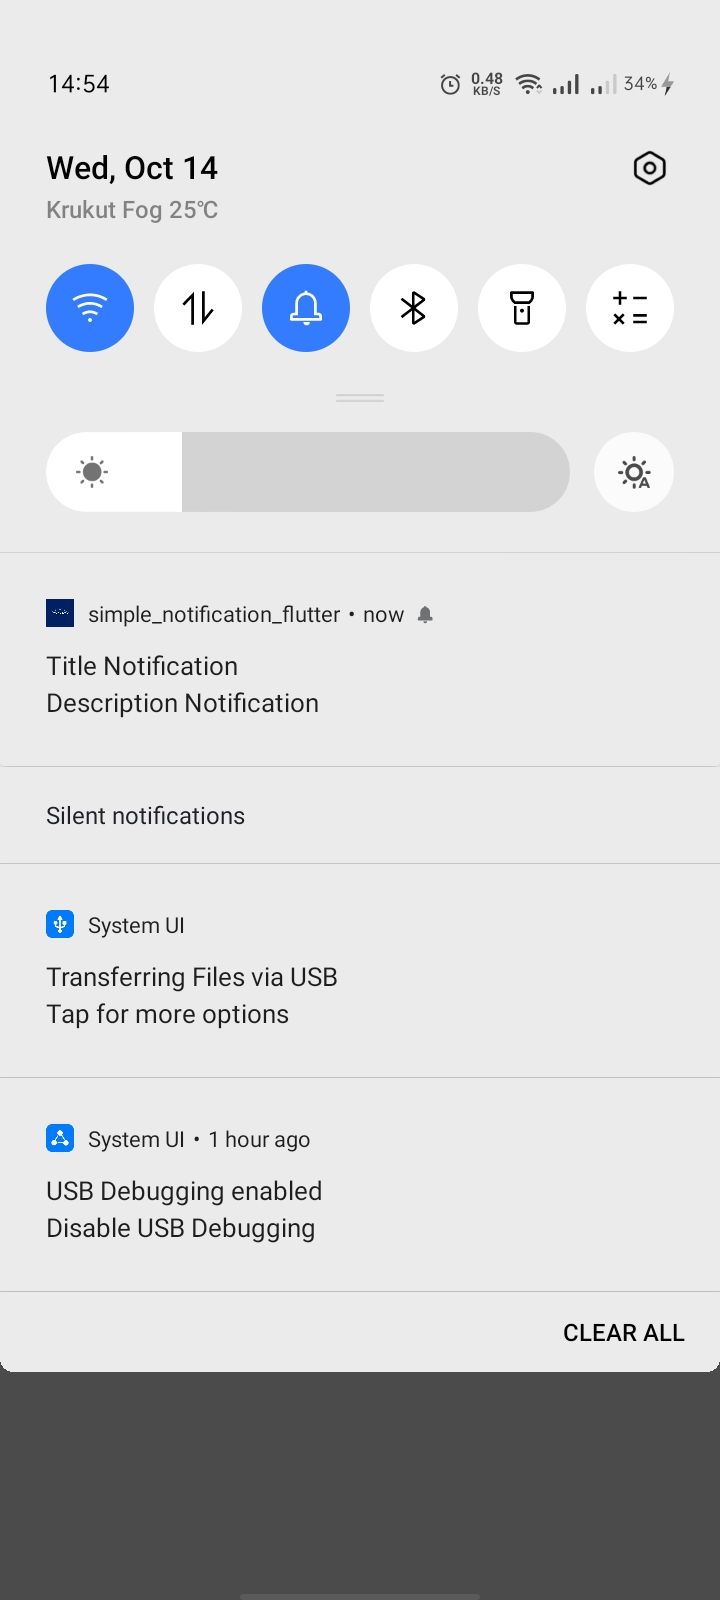 14:54
0.48
KB/S
34%
Wed, Oct 14
Krukut Fog 25℃
A
simple_notification_flutter • now
Title Notification
Description Notification
Silent notifications
System UI
Transferring Files via USB
Tap for more options
System UI • 1 hour ago
USB Debugging enabled
Disable USB Debugging
CLEAR ALL